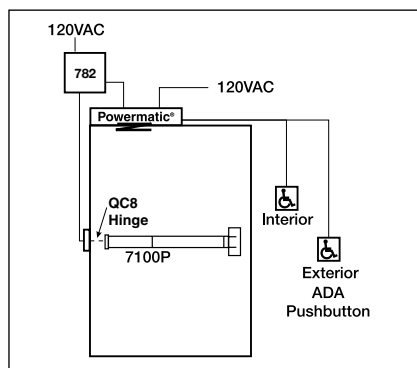 120VAC
782
120VAC
Powermatic®
QC8
Hinge
7100P
Interior
Exterior
ADA
Pushbutton